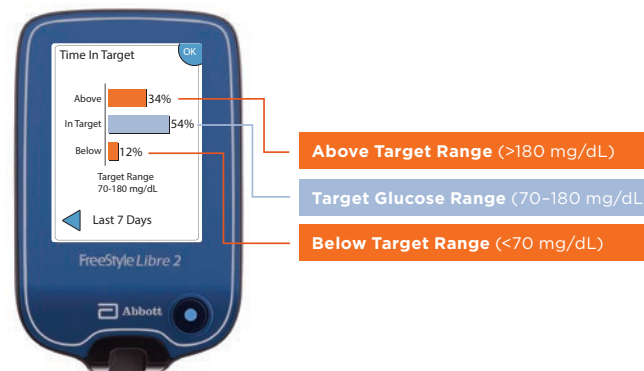 Time In Target
OK
Above 34%
In Target 54%
Below 12%
Target Range
70-180 mg/dL
Last 7 Days
FreeStyle Libre 2
Abbott
Above Target Range (>180 mg/dL)
Target Glucose Range (70–180 mg/dL
Below Target Range (<70 mg/dL)